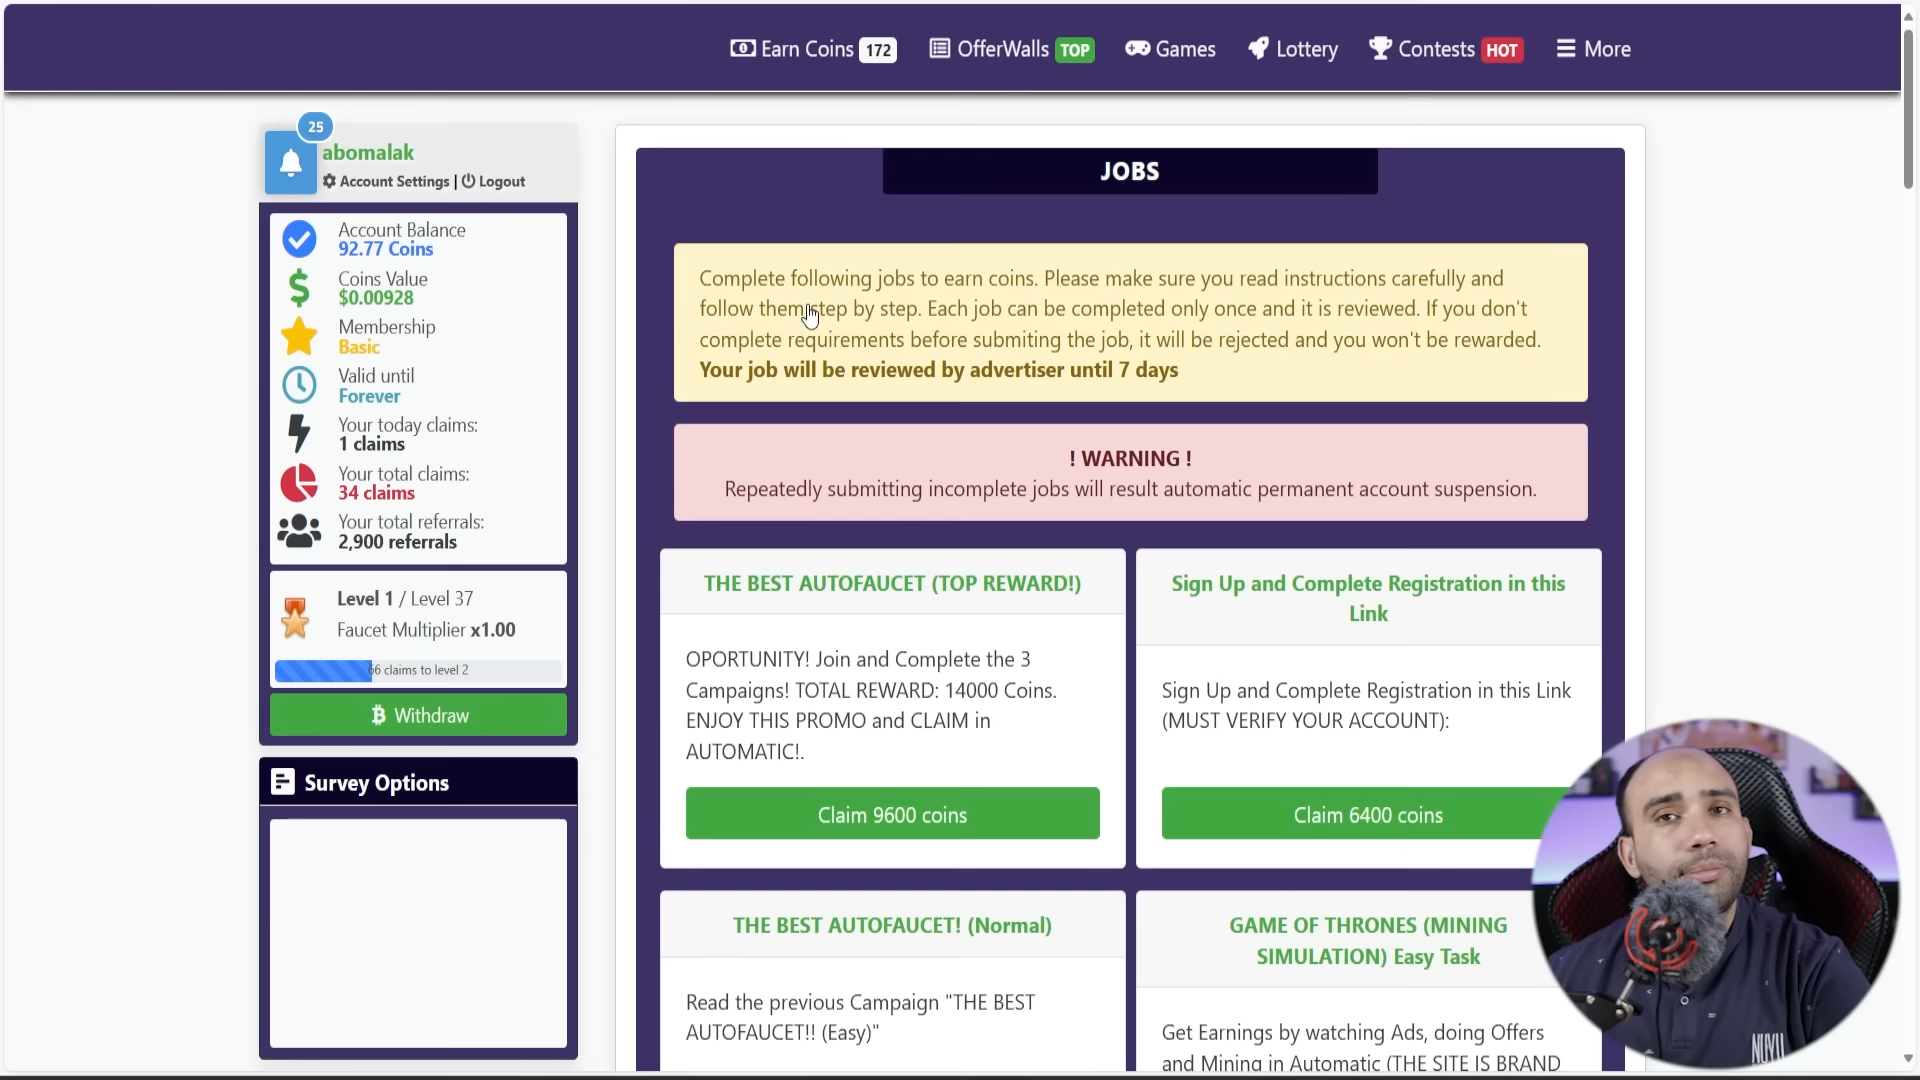 Earn Coins 172 OfferWalls TOP Games Lottery Contests HOT More
25
abomalak
Account Settings | Logout
Account Balance
92.77 Coins
Coins Value
$0.00928
Membership
Basic
Valid until
Forever
Your today claims:
1 claims
Your total claims:
34 claims
Your total referrals:
2,900 referrals
Level 1 / Level 37
Faucet Multiplier x1.00
66 claims to level 2
Withdraw
Survey Options
JOBS
Complete following jobs to earn coins. Please make sure you read instructions carefully and
follow them step by step. Each job can be completed only once and it is reviewed. If you don't
complete requirements before submiting the job, it will be rejected and you won't be rewarded.
Your job will be reviewed by advertiser until 7 days
! WARNING !
Repeatedly submitting incomplete jobs will result automatic permanent account suspension.
THE BEST AUTOFAUCET (TOP REWARD!)
OPORTUNITY! Join and Complete the 3
Campaigns! TOTAL REWARD: 14000 Coins.
ENJOY THIS PROMO and CLAIM in
AUTOMATIC!.
Claim 9600 coins
Sign Up and Complete Registration in this
Link
Sign Up and Complete Registration in this Link
(MUST VERIFY YOUR ACCOUNT):
Claim 6400 coins
THE BEST AUTOFAUCET! (Normal)
Read the previous Campaign "THE BEST
AUTOFAUCET!! (Easy)"
GAME OF THRONES (MINING
SIMULATION) Easy Task
Get Earnings by watching Ads, doing Offers
and Mining in Automatic (THE SITE IS BRAND